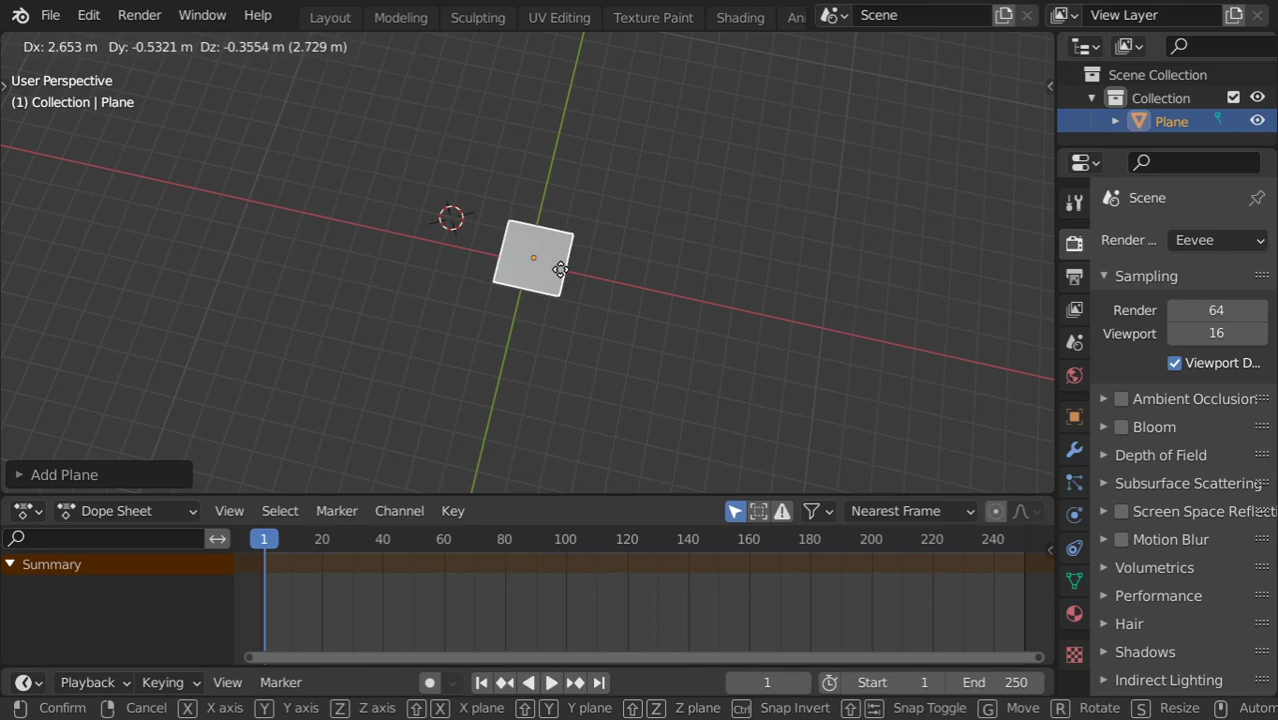 File Edit Render Window Help Layout Modeling Sculpting UV Editing Texture Paint Shading An Scene View Layer
Dx: 2.653 m Dy: -0.5321 m Dz: -0.3554 m (2.729 m)
User Perspective
(1) Collection | Plane
Add Plane
Scene Collection
Collection
Plane
Scene
Render ... Eevee
Sampling
Render 64
Viewport 16
Viewport D...
Ambient Occlusion
Bloom
Depth of Field
Subsurface Scattering
Screen Space Reflecti
Motion Blur
Volumetrics
Performance
Hair
Shadows
Indirect Lighting
Dope Sheet View Select Marker Channel Key Nearest Frame
1 20 40 60 80 100 120 140 160 180 200 220 240
Summary
Playback Keying View Marker 1 Start 1 End 250
Confirm Cancel X X axis Y Y axis Z Z axis X X plane Y Y plane Z Z plane Ctrl Snap Invert Snap Toggle G Move R Rotate S Resize Autom